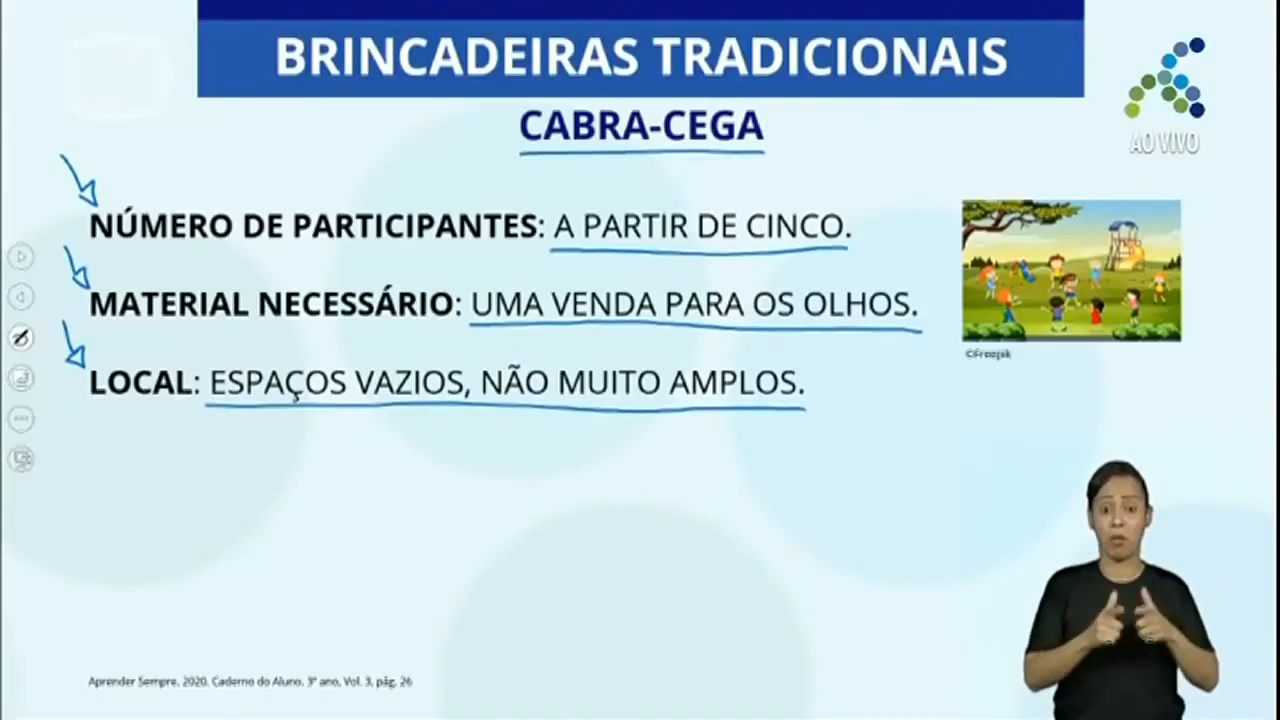 BRINCADEIRAS TRADICIONAIS
AO VIVO
CABRA-CEGA
NÚMERO DE PARTICIPANTES: A PARTIR DE CINCO.
MATERIAL NECESSÁRIO: UMA VENDA PARA OS OLHOS.
LOCAL: ESPAÇOS VAZIOS, NÃO MUITO AMPLOS.
©Freepik
Aprender Sempre, 2020. Caderno do Aluno, 3º ano, Vol. 3, pág. 26